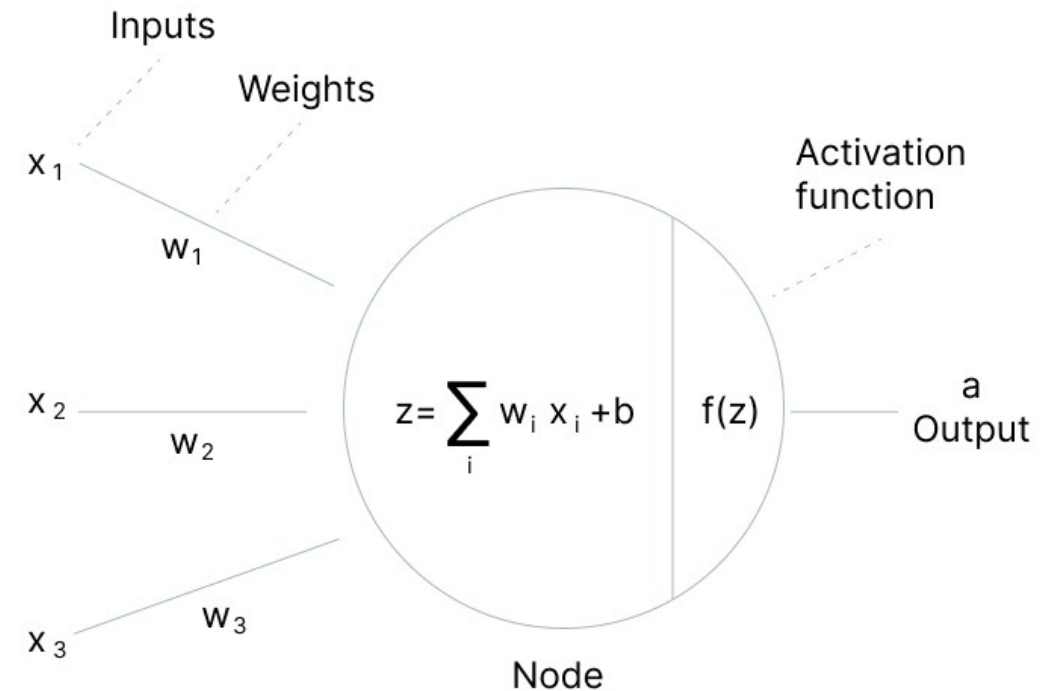 Inputs
Weights
x 1
w1
Activation
function
x 2
w2
z= ∑ wi x i +b
i
f(z)
a
Output
w3
x 3
Node